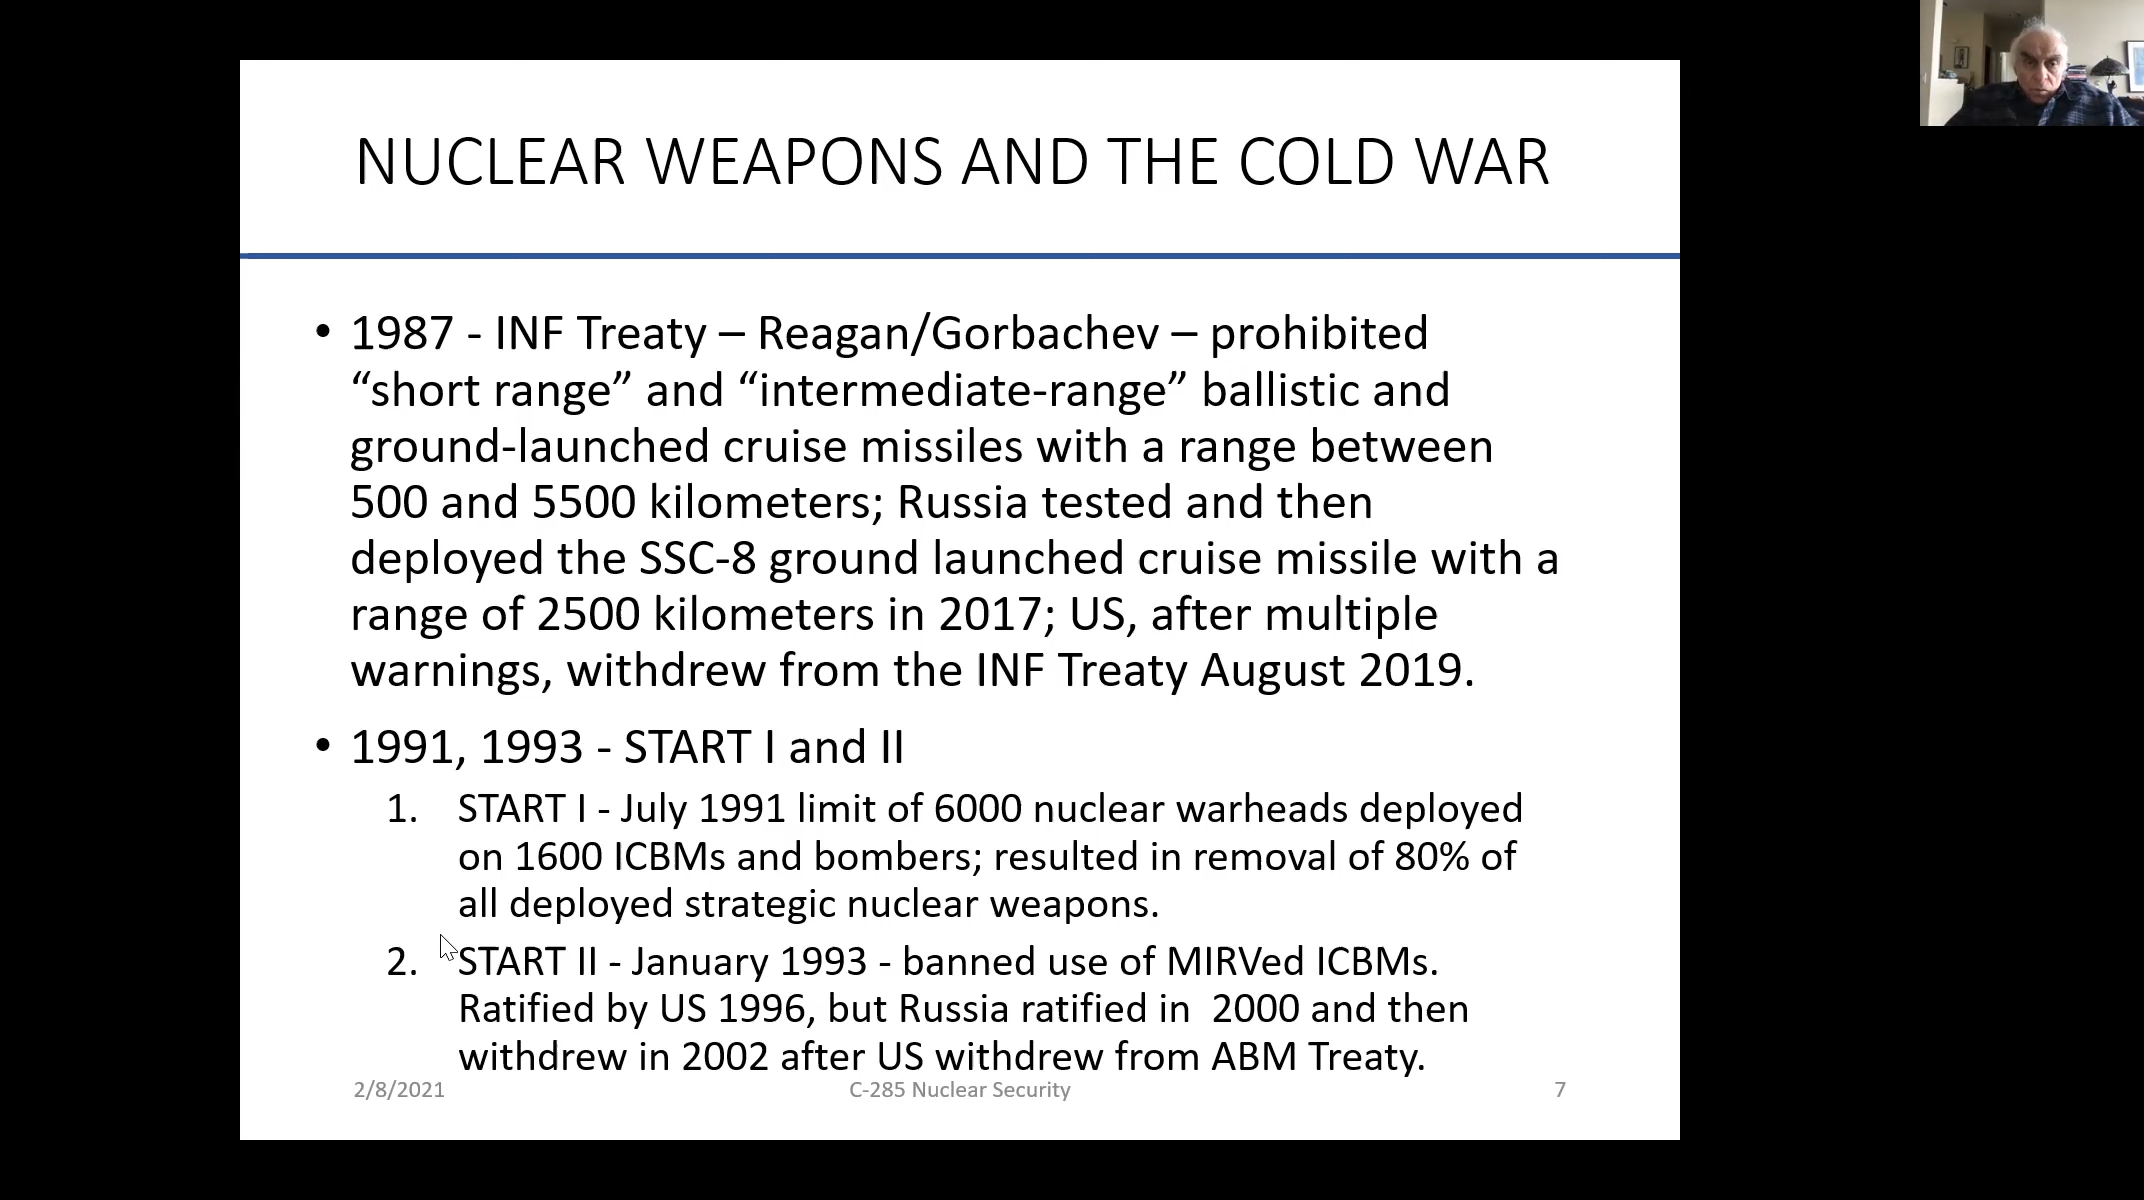 NUCLEAR WEAPONS AND THE COLD WAR
• 1987 - INF Treaty – Reagan/Gorbachev – prohibited
“short range” and “intermediate-range” ballistic and
ground-launched cruise missiles with a range between
500 and 5500 kilometers; Russia tested and then
deployed the SSC-8 ground launched cruise missile with a
range of 2500 kilometers in 2017; US, after multiple
warnings, withdrew from the INF Treaty August 2019.
• 1991, 1993 - START I and II
1. START I - July 1991 limit of 6000 nuclear warheads deployed
on 1600 ICBMs and bombers; resulted in removal of 80% of
all deployed strategic nuclear weapons.
2. START II - January 1993 - banned use of MIRVed ICBMs.
Ratified by US 1996, but Russia ratified in  2000 and then
withdrew in 2002 after US withdrew from ABM Treaty.
2/8/2021
C-285 Nuclear Security
7